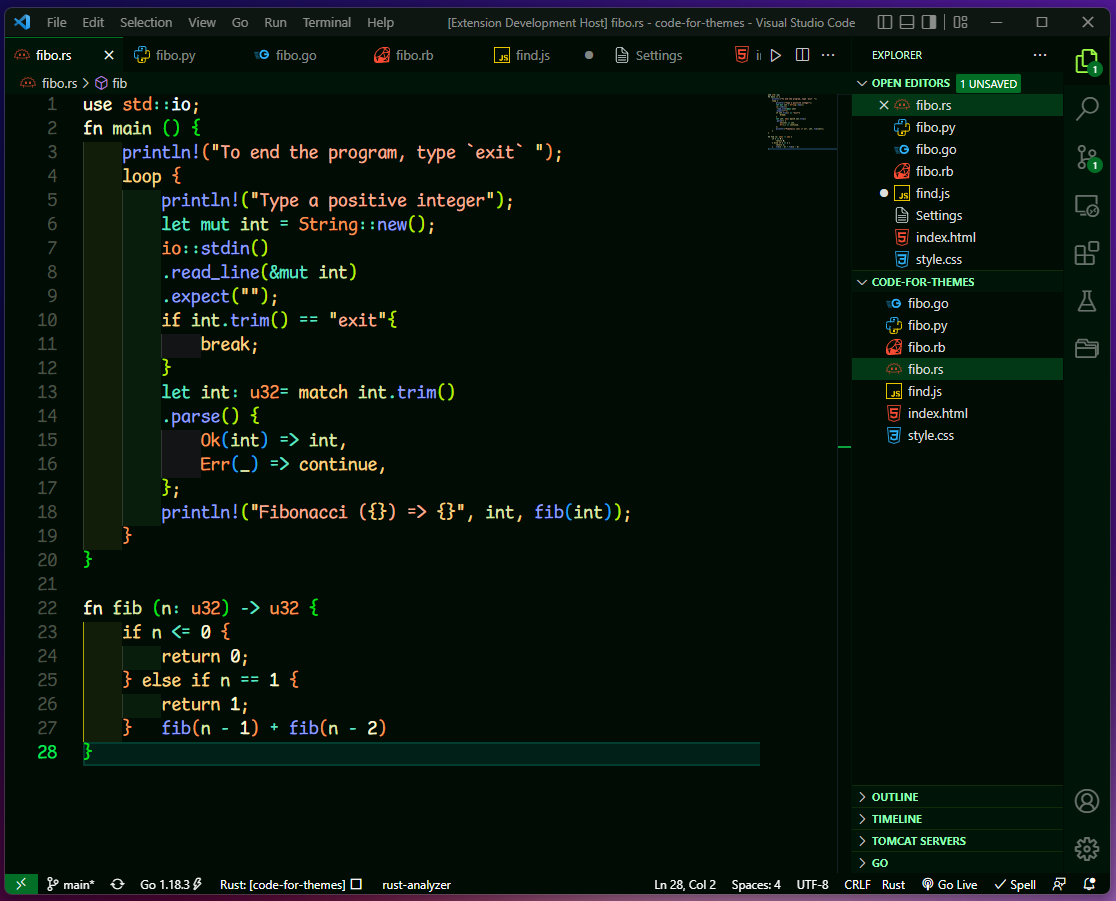 File Edit Selection View Go Run Terminal Help [Extension Development Host] fibo.rs - code-for-themes - Visual Studio Code
fibo.rs fibo.py fibo.go fibo.rb find.js Settings
fibo.rs > fib
1 use std::io;
2 fn main () {
3 println!("To end the program, type `exit` ");
4 loop {
5 println!("Type a positive integer");
6 let mut int = String::new();
7 io::stdin()
8 .read_line(&mut int)
9 .expect("");
10 if int.trim() == "exit"{
11 break;
12 }
13 let int: u32= match int.trim()
14 .parse() {
15 Ok(int) => int,
16 Err(_) => continue,
17 };
18 println!("Fibonacci ({}) => {}", int, fib(int));
19 }
20 }
21
22 fn fib (n: u32) -> u32 {
23 if n <= 0 {
24 return 0;
25 } else if n == 1 {
26 return 1;
27 } fib(n - 1) + fib(n - 2)
28 }
EXPLORER
OPEN EDITORS 1 UNSAVED
fibo.rs
fibo.py
fibo.go
fibo.rb
find.js
Settings
index.html
style.css
CODE-FOR-THEMES
fibo.go
fibo.py
fibo.rb
fibo.rs
find.js
index.html
style.css
OUTLINE
TIMELINE
TOMCAT SERVERS
GO
1
1
main* Go 1.18.3 Rust: [code-for-themes] rust-analyzer Ln 28, Col 2 Spaces: 4 UTF-8 CRLF Rust Go Live Spell